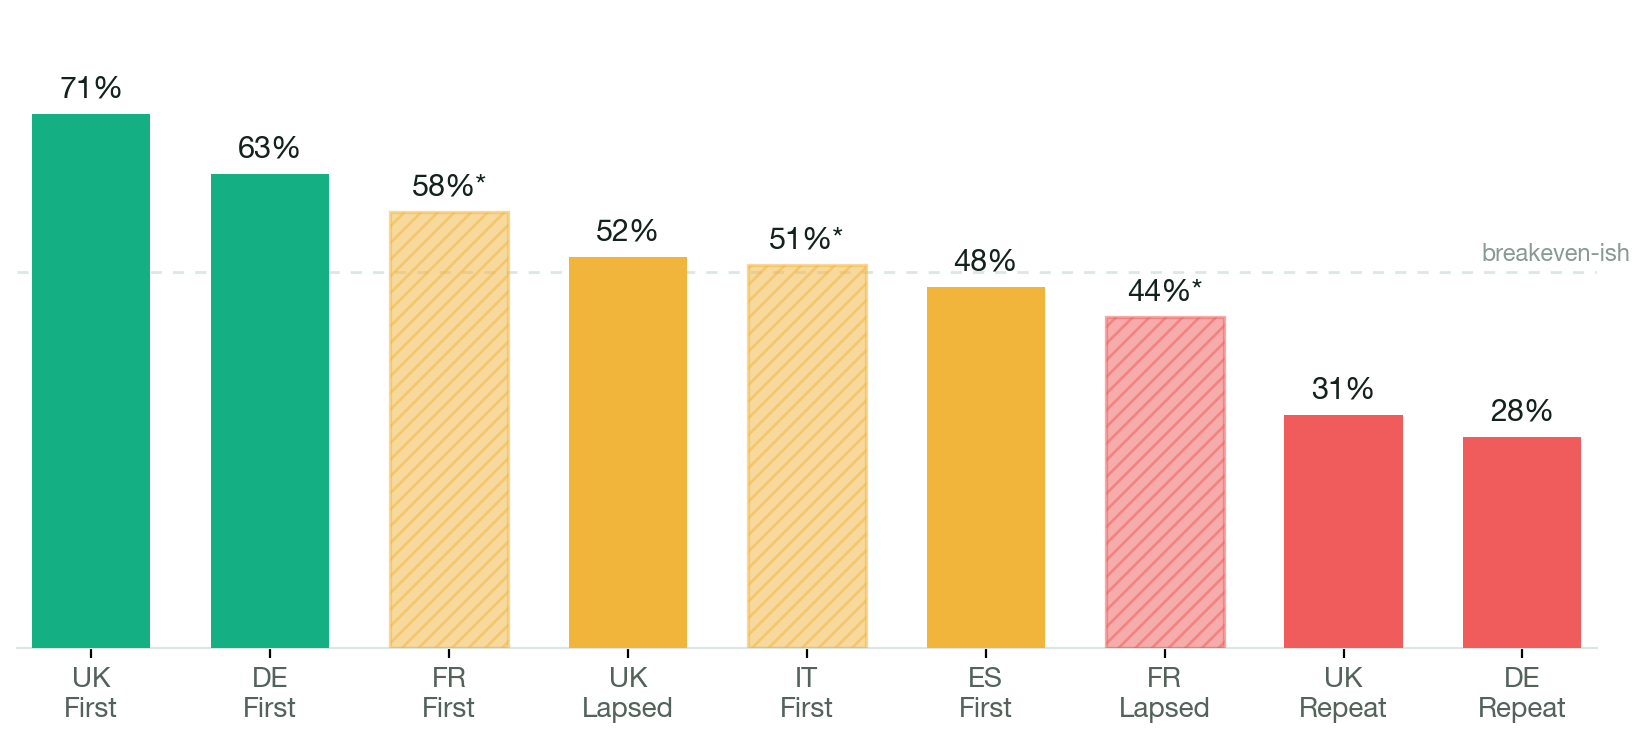 71%
63%
58%*
52%
51%*
48%
breakeven-ish
44%*
31%
28%
UK
First
DE
First
FR
First
UK
Lapsed
IT
First
ES
First
FR
Lapsed
UK
Repeat
DE
Repeat